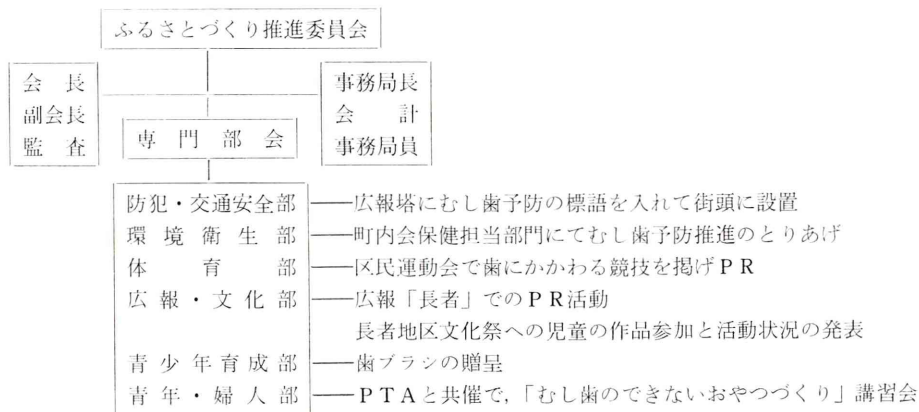 ふるさとづくり推進委員会
会長
副会長
監査
事務局長
会計
事務局員
専門部会
防犯・交通安全部──広報塔にむし歯予防の標語を入れて街頭に設置
環境衛生部──町内会保健担当部門にてむし歯予防推進のとりあげ
体育部──区民運動会で歯にかかわる競技を掲げPR
広報・文化部──広報「長者」でのPR活動
長者地区文化祭への児童の作品参加と活動状況の発表
青少年育成部──歯ブラシの贈呈
青年・婦人部──PTAと共催で,「むし歯のできないおやつづくり」講習会